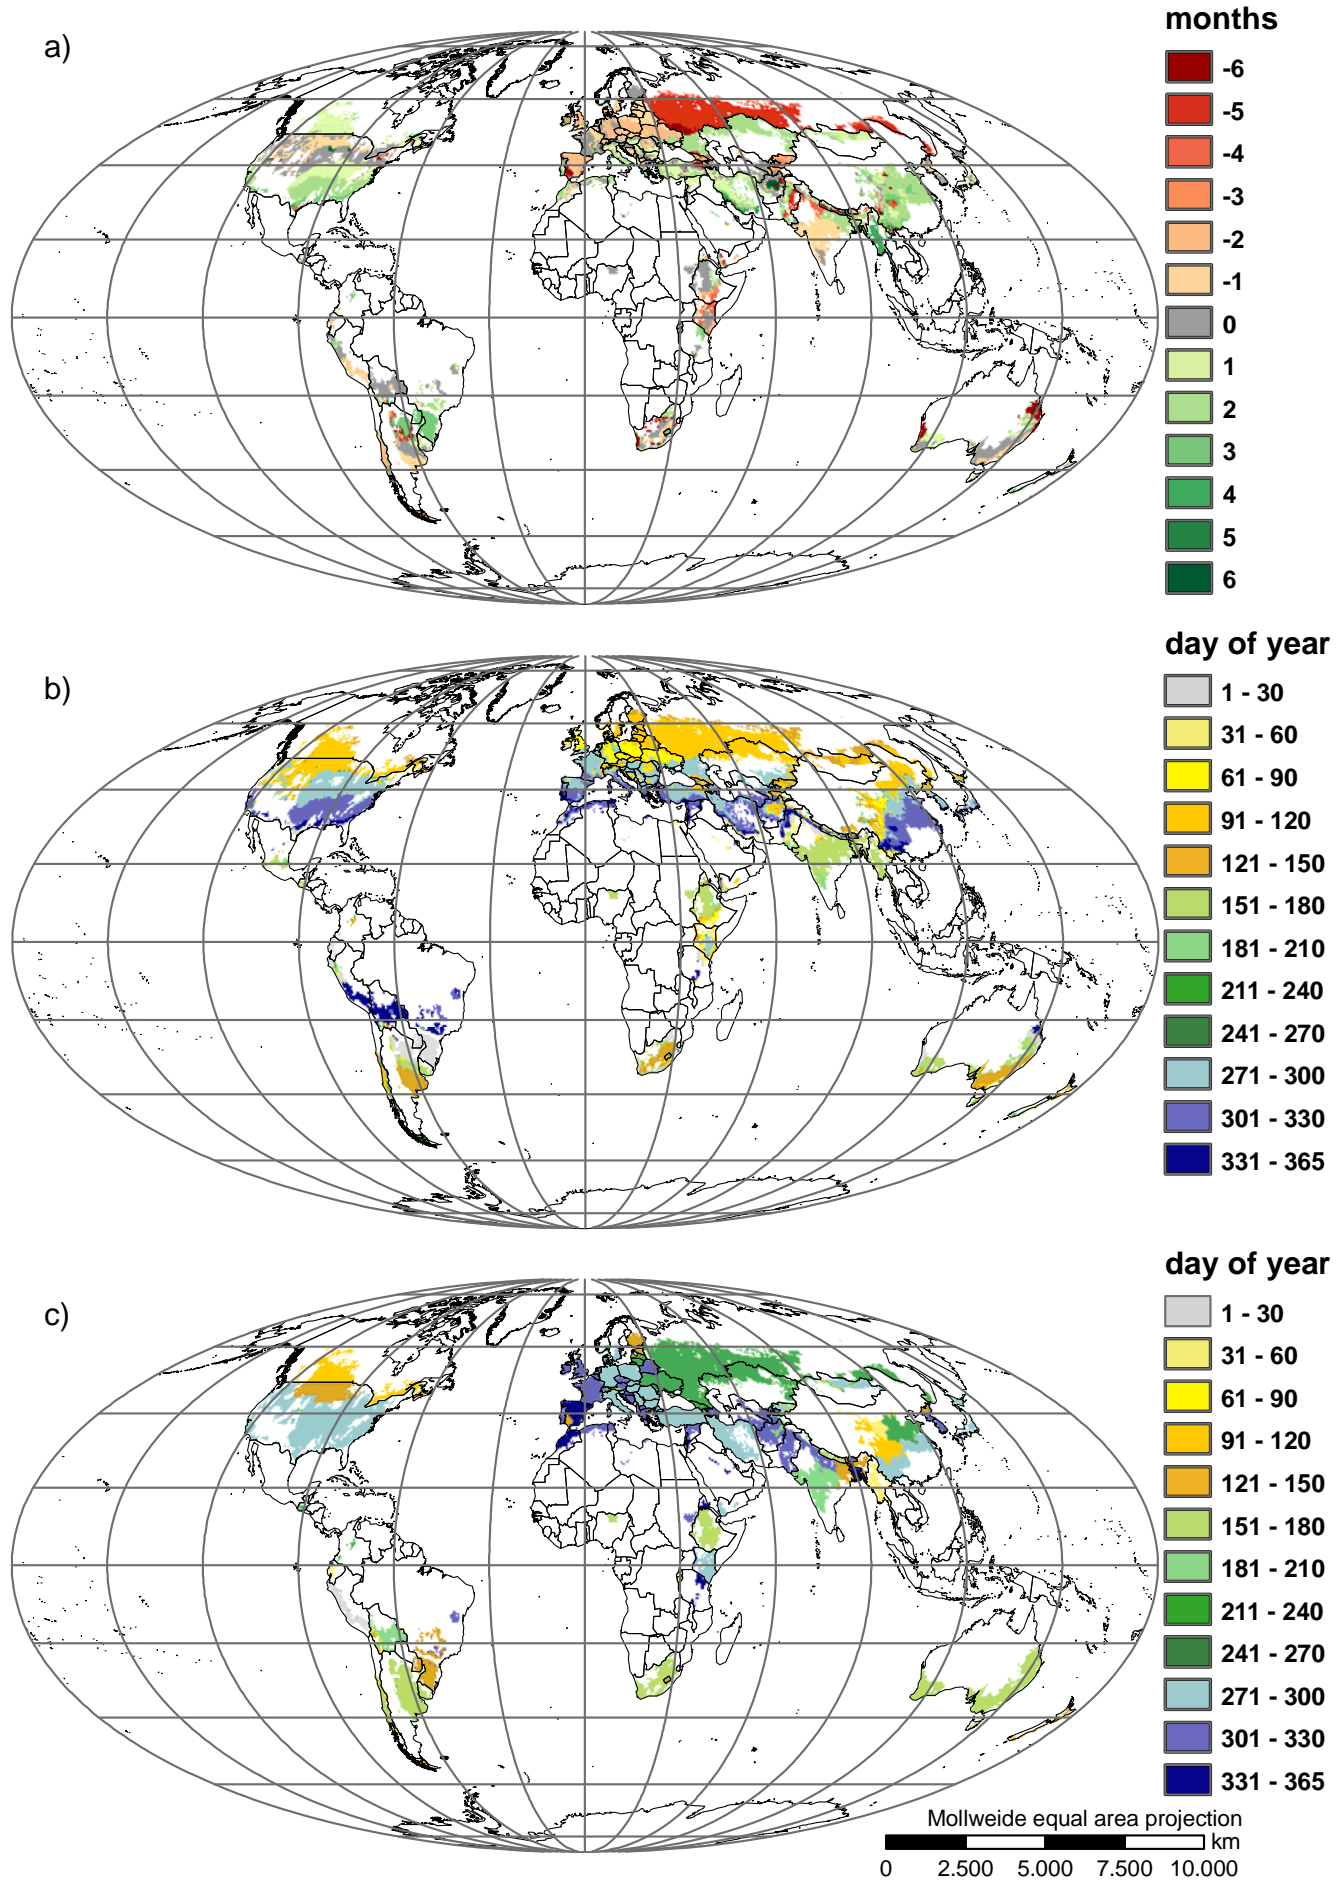 a)
months
-6
-5
-4
-3
-2
-1
0
1
2
3
4
5
6
b)
day of year
1 - 30
31 - 60
61 - 90
91 - 120
121 - 150
151 - 180
181 - 210
211 - 240
241 - 270
271 - 300
301 - 330
331 - 365
c)
day of year
1 - 30
31 - 60
61 - 90
91 - 120
121 - 150
151 - 180
181 - 210
211 - 240
241 - 270
271 - 300
301 - 330
331 - 365
Mollweide equal area projection
km
0 2.500 5.000 7.500 10.000